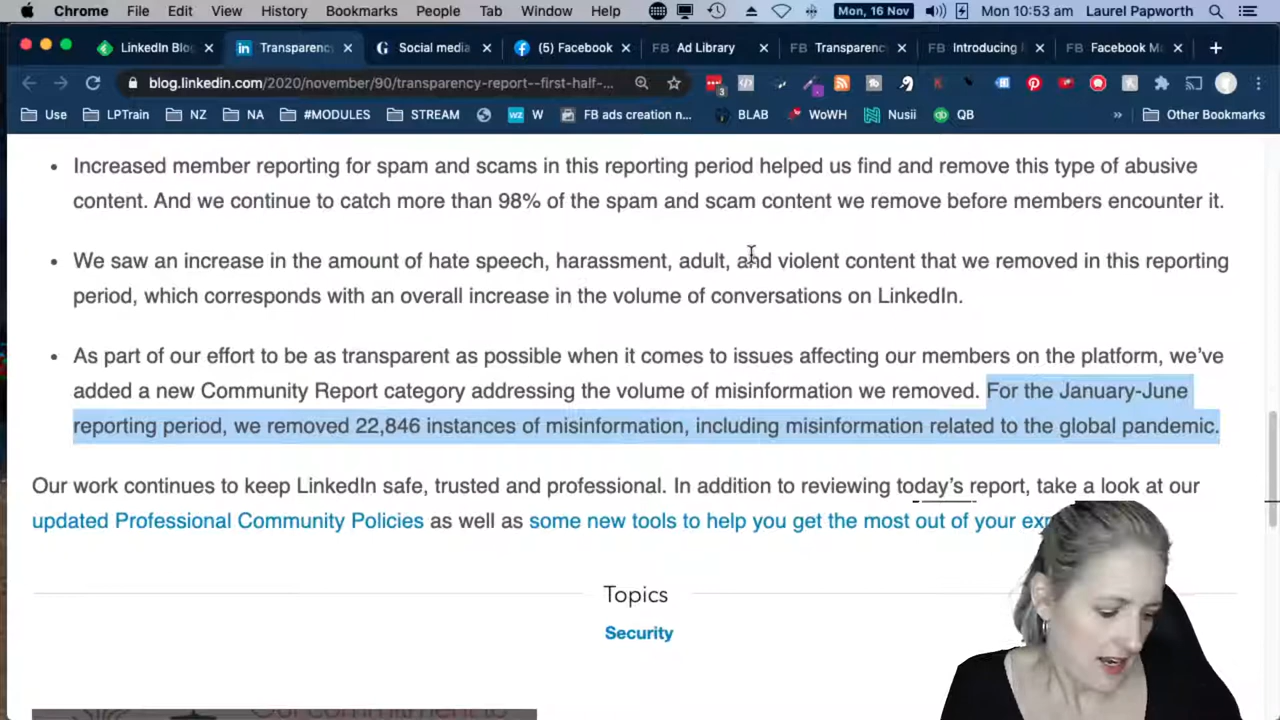 Chrome File Edit View History Bookmarks People Tab Window Help Mon, 16 Nov Mon 10:53 am Laurel Papworth
LinkedIn Blo Transparenc Social media (5) Facebook FB Ad Library FB Transparenc FB Introducing FB Facebook M
blog.linkedin.com/2020/november/90/transparency-report--first-half-... 3
Use LPTrain NZ NA #MODULES STREAM WZ W FB ads creation n... BLAB WoWH Nusii QB » Other Bookmarks
• Increased member reporting for spam and scams in this reporting period helped us find and remove this type of abusive
content. And we continue to catch more than 98% of the spam and scam content we remove before members encounter it.
• We saw an increase in the amount of hate speech, harassment, adult, and violent content that we removed in this reporting
period, which corresponds with an overall increase in the volume of conversations on LinkedIn.
• As part of our effort to be as transparent as possible when it comes to issues affecting our members on the platform, we've
added a new Community Report category addressing the volume of misinformation we removed. For the January-June
reporting period, we removed 22,846 instances of misinformation, including misinformation related to the global pandemic.
Our work continues to keep LinkedIn safe, trusted and professional. In addition to reviewing today's report, take a look at our
updated Professional Community Policies as well as some new tools to help you get the most out of your
Topics
Security
Our commitment to